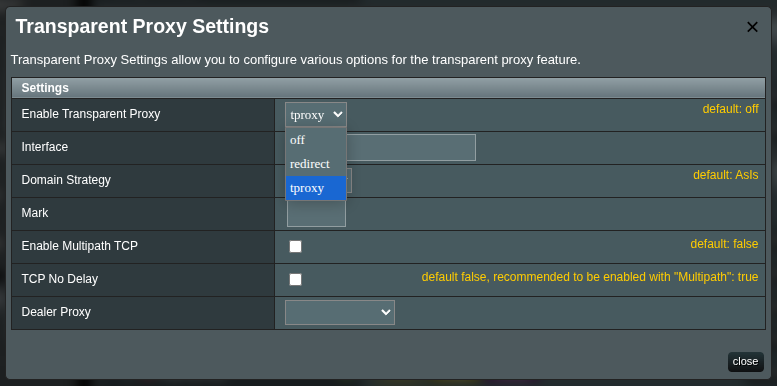 Transparent Proxy Settings
Transparent Proxy Settings allow you to configure various options for the transparent proxy feature.
Settings
Enable Transparent Proxy tproxy default: off
off
Interface
redirect
Domain Strategy default: AsIs
tproxy
Mark
Enable Multipath TCP default: false
TCP No Delay default false, recommended to be enabled with "Multipath": true
Dealer Proxy
close